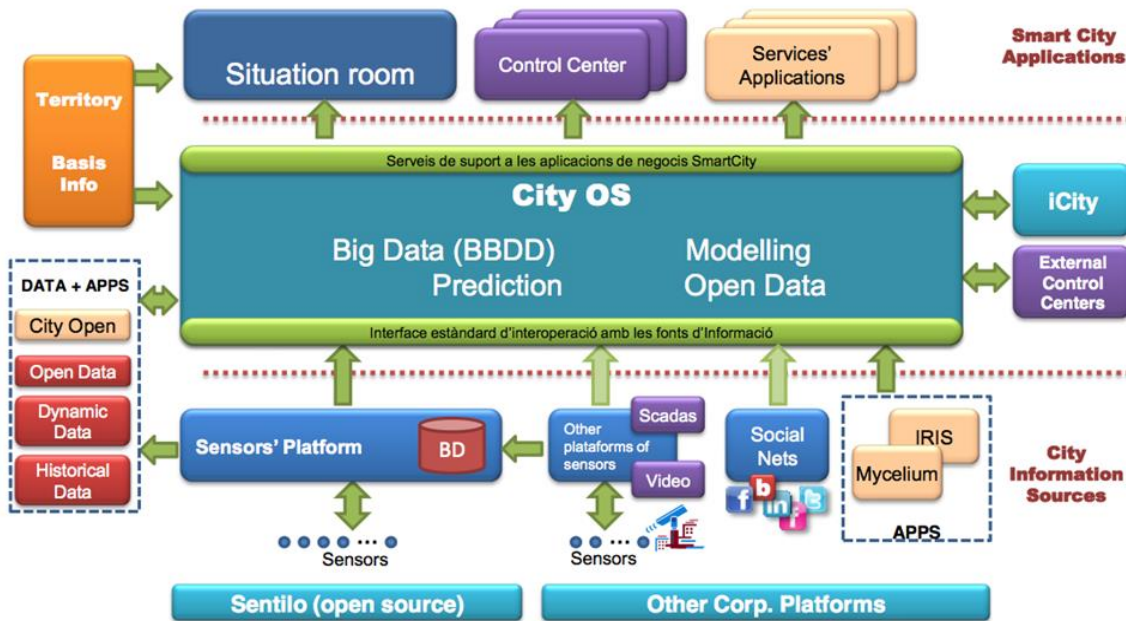 Situation room
Control Center
Services'
Applications
Smart City
Applications
Territory
Basis
Info
Serveis de suport a les aplicacions de negocis SmartCity
City OS
Big Data (BBDD)
Modelling
Prediction
Open Data
Interface estàndard d'interoperació amb les fonts d'Informació
iCity
External
Control
Centers
DATA + APPS
City Open
Open Data
Dynamic
Data
Historical
Data
Sensors' Platform
BD
Other
plataforms of
sensors
Scadas
Video
Social
Nets
f
b
in
f
t
IRIS
Mycelium
APPS
City
Information
Sources
...
Sensors
...
Sensors
Sentilo (open source)
Other Corp. Platforms